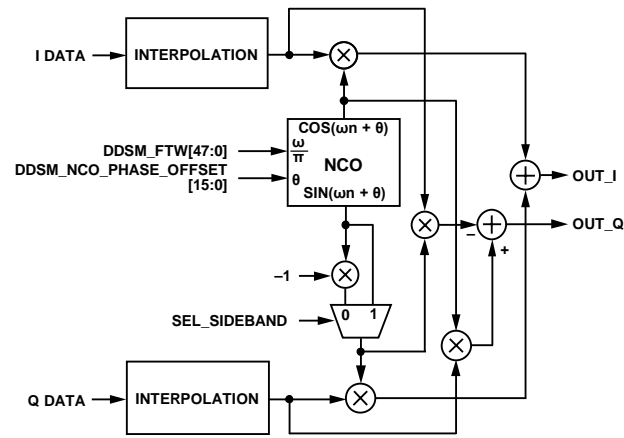 I DATA
INTERPOLATION
COS(ωn + θ)
DDSM_FTW[47:0]
ω
π
NCO
DDSM_NCO_PHASE_OFFSET
[15:0]
θ
SIN(ωn + θ)
OUT_I
OUT_Q
–
+
–1
0
1
SEL_SIDEBAND
Q DATA
INTERPOLATION